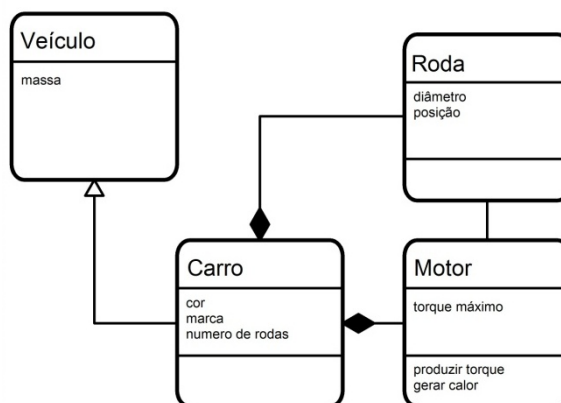 Veículo
massa
Roda
diâmetro
posição
Carro
cor
marca
numero de rodas
Motor
torque máximo
produzir torque
gerar calor